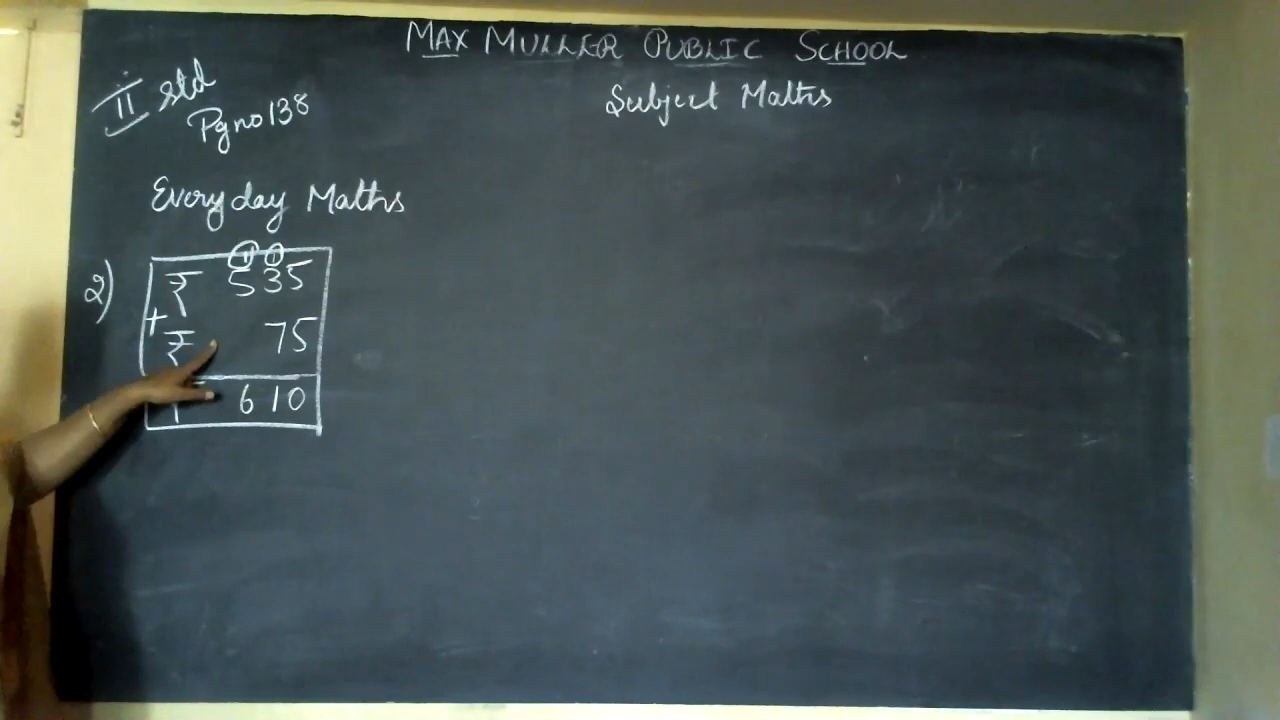 MAX MULLER PUBLIC SCHOOL
II std
Subject Maths
Pg no 138
Everyday Maths
1 1
2) ₹ 535
+
₹ 75
₹ 610